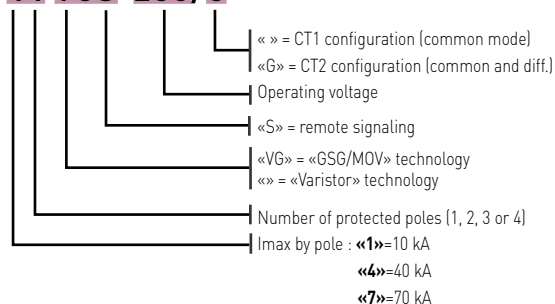 « » = CT1 configuration (common mode)
«G» = CT2 configuration (common and diff.)
Operating voltage
«S» = remote signaling
«VG» = «GSG/MOV» technology
«» = «Varistor» technology
Number of protected poles (1, 2, 3 or 4)
Imax by pole : «1»=10 kA
«4»=40 kA
«7»=70 kA